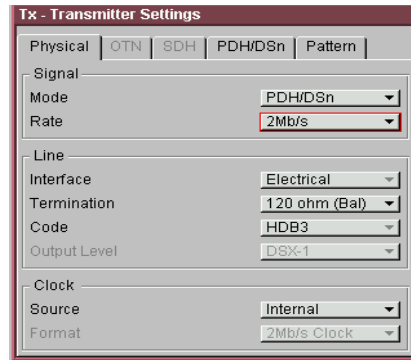 Tx - Transmitter Settings
Physical OTN SDH PDH/DSn Pattern
Signal
Mode PDH/DSn
Rate 2Mb/s
Line
Interface Electrical
Termination 120 ohm (Bal)
Code HDB3
Output Level DSX-1
Clock
Source Internal
Format 2Mb/s Clock